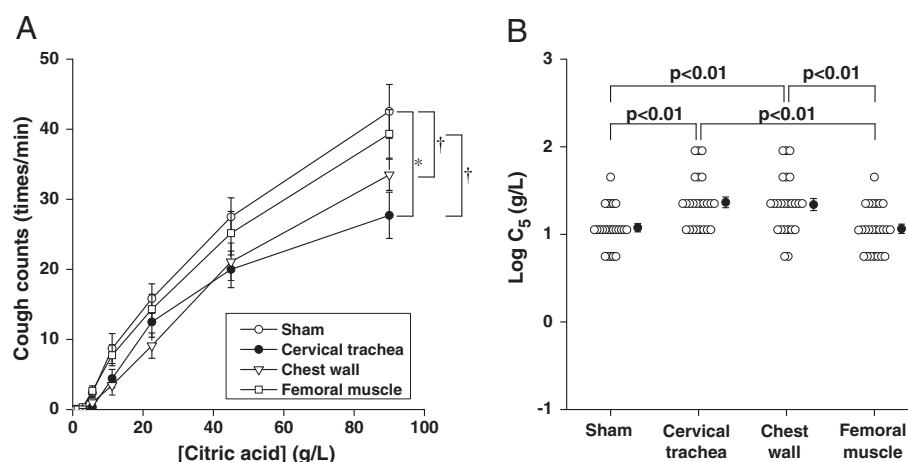 A
Cough counts (times/min)
50
40
30
20
10
0
0
20
40
60
80
100
[Citric acid] (g/L)
*
†
†
Sham
Cervical trachea
Chest wall
Femoral muscle
B
Log C5 (g/L)
p<0.01
p<0.01
p<0.01
p<0.01
3
2
1
0
-1
Sham
Cervical
trachea
Chest
wall
Femoral
muscle